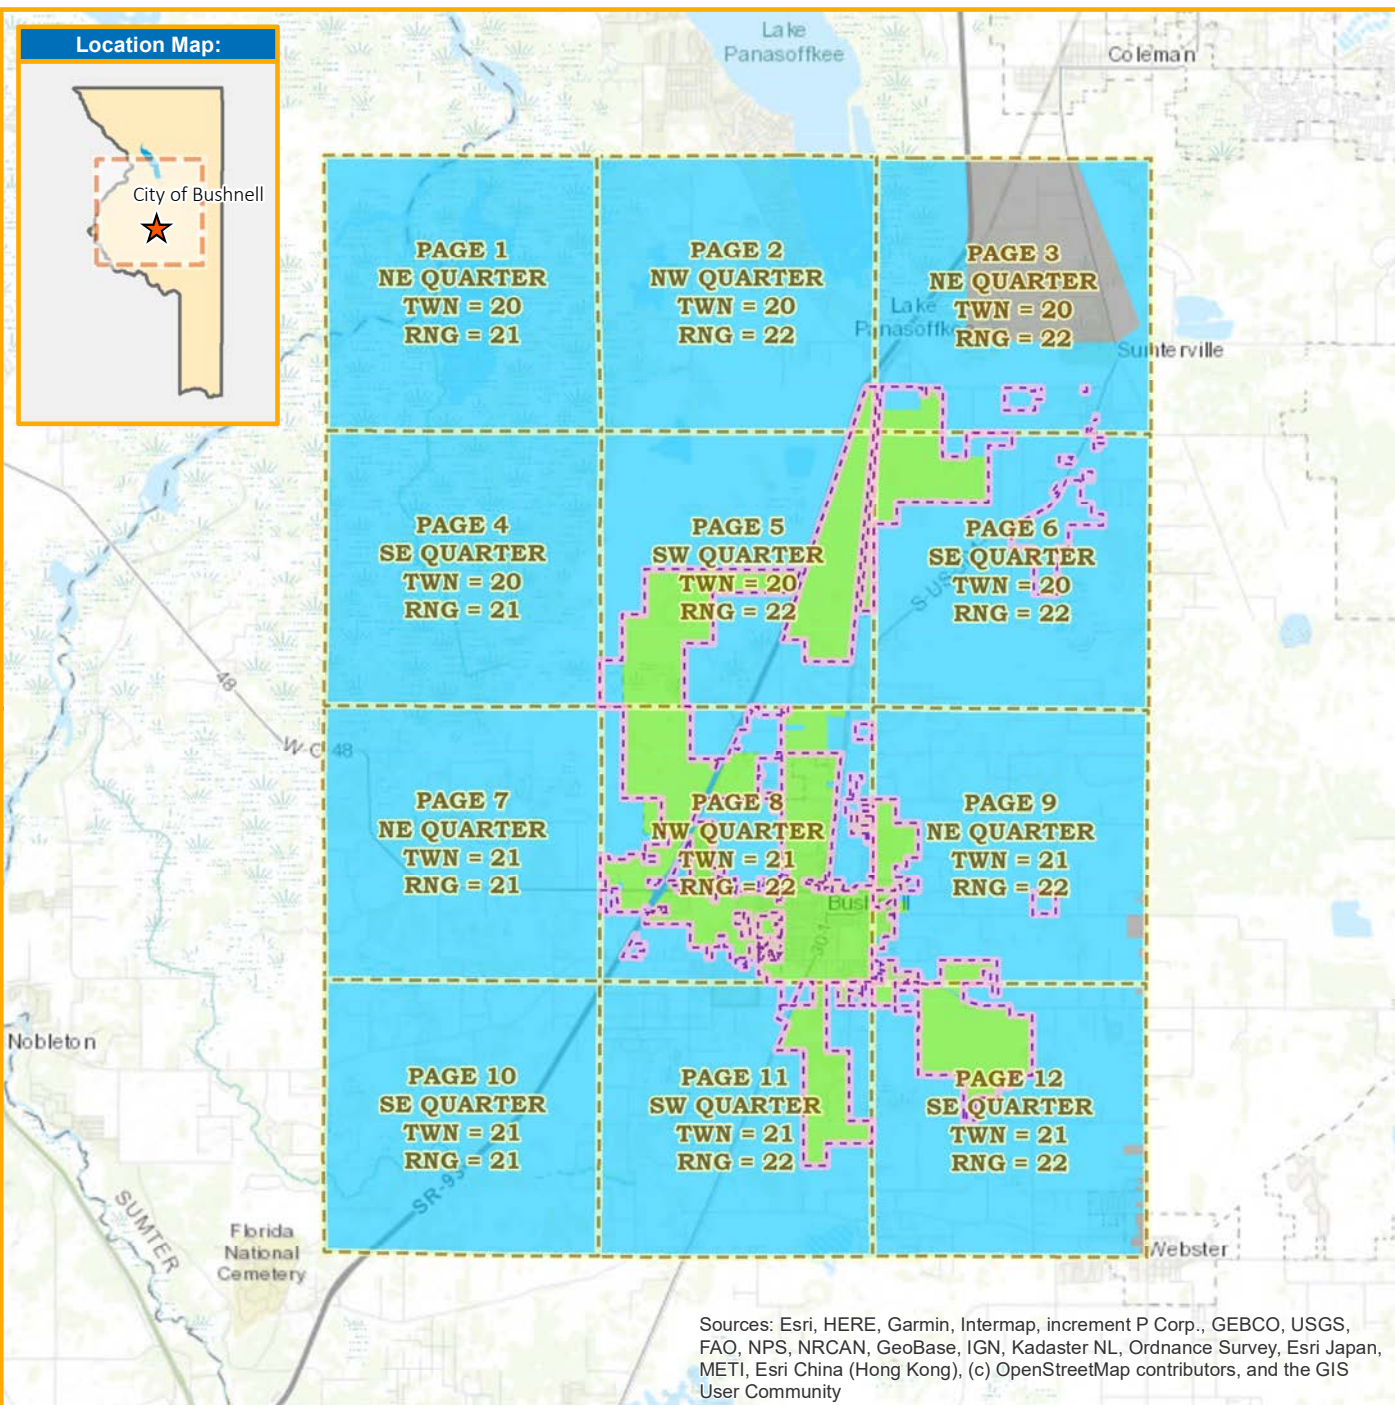 Location Map:
City of Bushnell
Lake
Panasoffkee
Coleman
PAGE 1
NE QUARTER
TWN = 20
RNG = 21
PAGE 2
NW QUARTER
TWN = 20
RNG = 22
PAGE 3
NE QUARTER
TWN = 20
RNG = 22
Lake
Panasoffkee
Sumterville
PAGE 4
SE QUARTER
TWN = 20
RNG = 21
PAGE 5
SW QUARTER
TWN = 20
RNG = 22
PAGE 6
SE QUARTER
TWN = 20
RNG = 22
S-US-
48
W-C 48
PAGE 7
NE QUARTER
TWN = 21
RNG = 21
PAGE 8
NW QUARTER
TWN = 21
RNG = 22
PAGE 9
NE QUARTER
TWN = 21
RNG = 22
Bushnell
301
Nobleton
PAGE 10
SE QUARTER
TWN = 21
RNG = 21
PAGE 11
SW QUARTER
TWN = 21
RNG = 22
PAGE 12
SE QUARTER
TWN = 21
RNG = 22
SR-93
SUMTER
Florida
National
Cemetery
Webster
Sources: Esri, HERE, Garmin, Intermap, increment P Corp., GEBCO, USGS,
FAO, NPS, NRCAN, GeoBase, IGN, Kadaster NL, Ordnance Survey, Esri Japan,
METI, Esri China (Hong Kong), (c) OpenStreetMap contributors, and the GIS
User Community